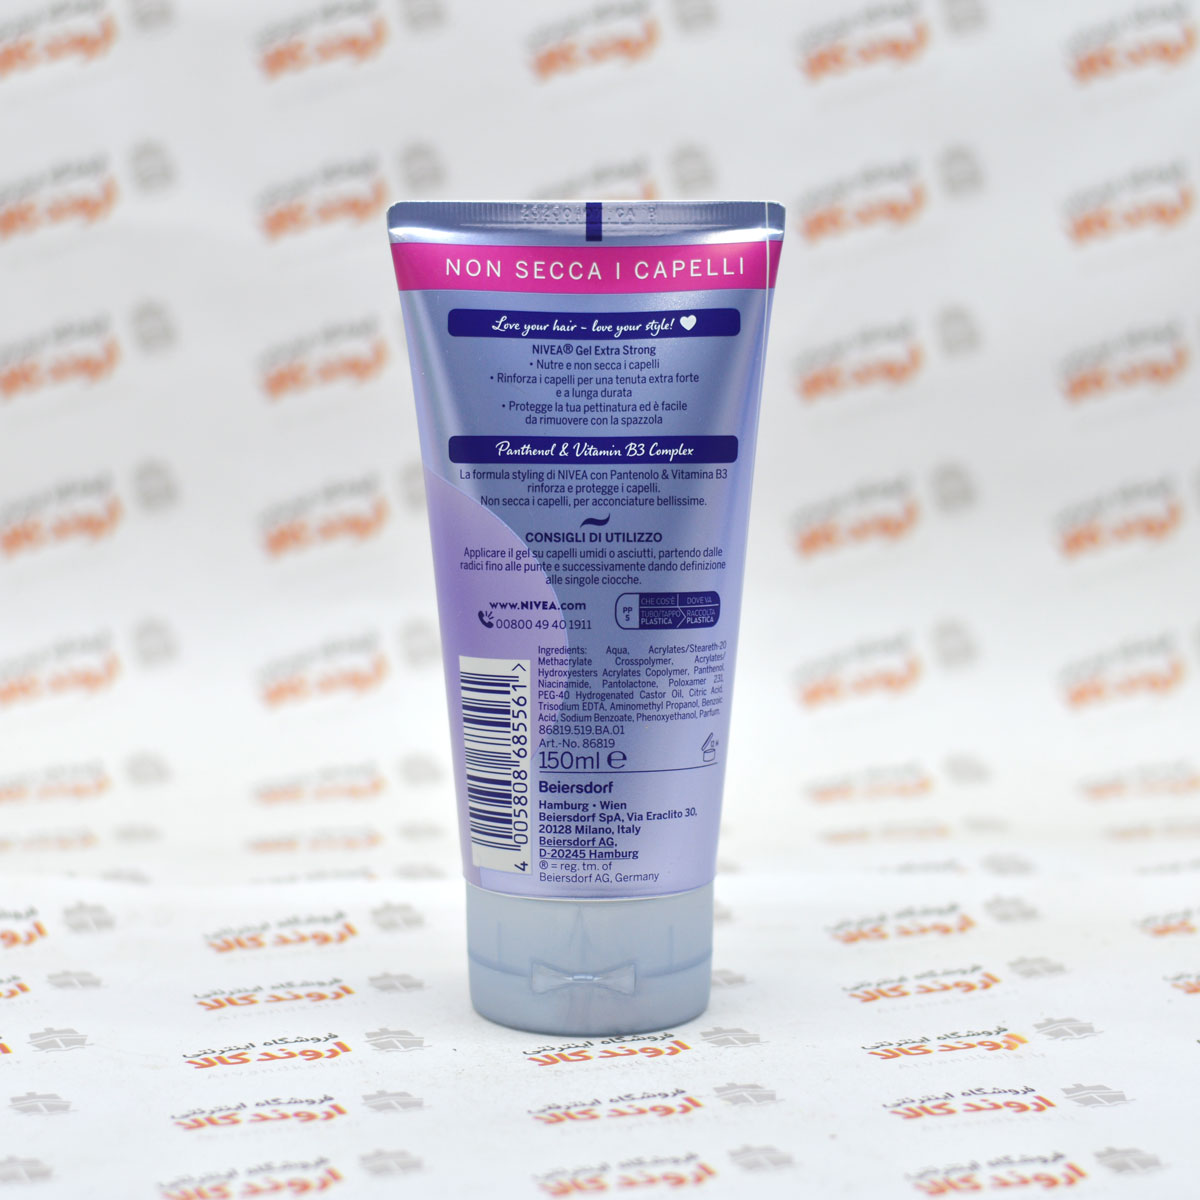 NON SECCA I CAPELLI
Love your hair – love your style!
NIVEA® Gel Extra Strong
• Nutre e non secca i capelli
• Rinforza i capelli per una tenuta extra forte
e a lunga durata
• Protegge la tua pettinatura ed è facile
da rimuovere con la spazzola
Panthenol & Vitamin B3 Complex
La formula styling di NIVEA con Pantenolo & Vitamina B3
rinforza e protegge i capelli.
Non secca i capelli, per acconciature bellissime.
CONSIGLI DI UTILIZZO
Applicare il gel su capelli umidi o asciutti, partendo dalle
radici fino alle punte e successivamente dando definizione
alle singole ciocche.
www.NIVEA.com
00800 49 40 1911
PP
5
CHE COS'È
DOVE VA
TUBO/TAPPO
PLASTICA
RACCOLTA
PLASTICA
Ingredients: Aqua, Acrylates/Steareth-20
Methacrylate Crosspolymer, Acrylates/
Hydroxyesters Acrylates Copolymer, Panthenol,
Niacinamide, Pantolactone, Poloxamer 231,
PEG-40 Hydrogenated Castor Oil, Citric Acid,
Trisodium EDTA, Aminomethyl Propanol, Benzoic
Acid, Sodium Benzoate, Phenoxyethanol, Parfum.
86819.519.BA.01
Art.-No. 86819
150ml e
4 005808 685561 >
Beiersdorf
Hamburg • Wien
Beiersdorf SpA, Via Eraclito 30,
20128 Milano, Italy
Beiersdorf AG,
D-20245 Hamburg
® = reg. tm. of
Beiersdorf AG, Germany
فروشگاه اینترنتی
اروند کالا